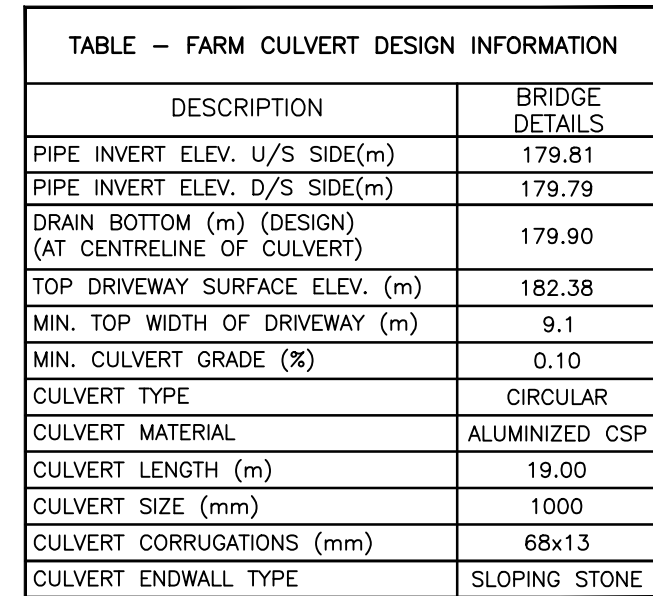 TABLE – FARM CULVERT DESIGN INFORMATION
DESCRIPTION BRIDGE DETAILS
PIPE INVERT ELEV. U/S SIDE(m) 179.81
PIPE INVERT ELEV. D/S SIDE(m) 179.79
DRAIN BOTTOM (m) (DESIGN)
(AT CENTRELINE OF CULVERT) 179.90
TOP DRIVEWAY SURFACE ELEV. (m) 182.38
MIN. TOP WIDTH OF DRIVEWAY (m) 9.1
MIN. CULVERT GRADE (%) 0.10
CULVERT TYPE CIRCULAR
CULVERT MATERIAL ALUMINIZED CSP
CULVERT LENGTH (m) 19.00
CULVERT SIZE (mm) 1000
CULVERT CORRUGATIONS (mm) 68x13
CULVERT ENDWALL TYPE SLOPING STONE